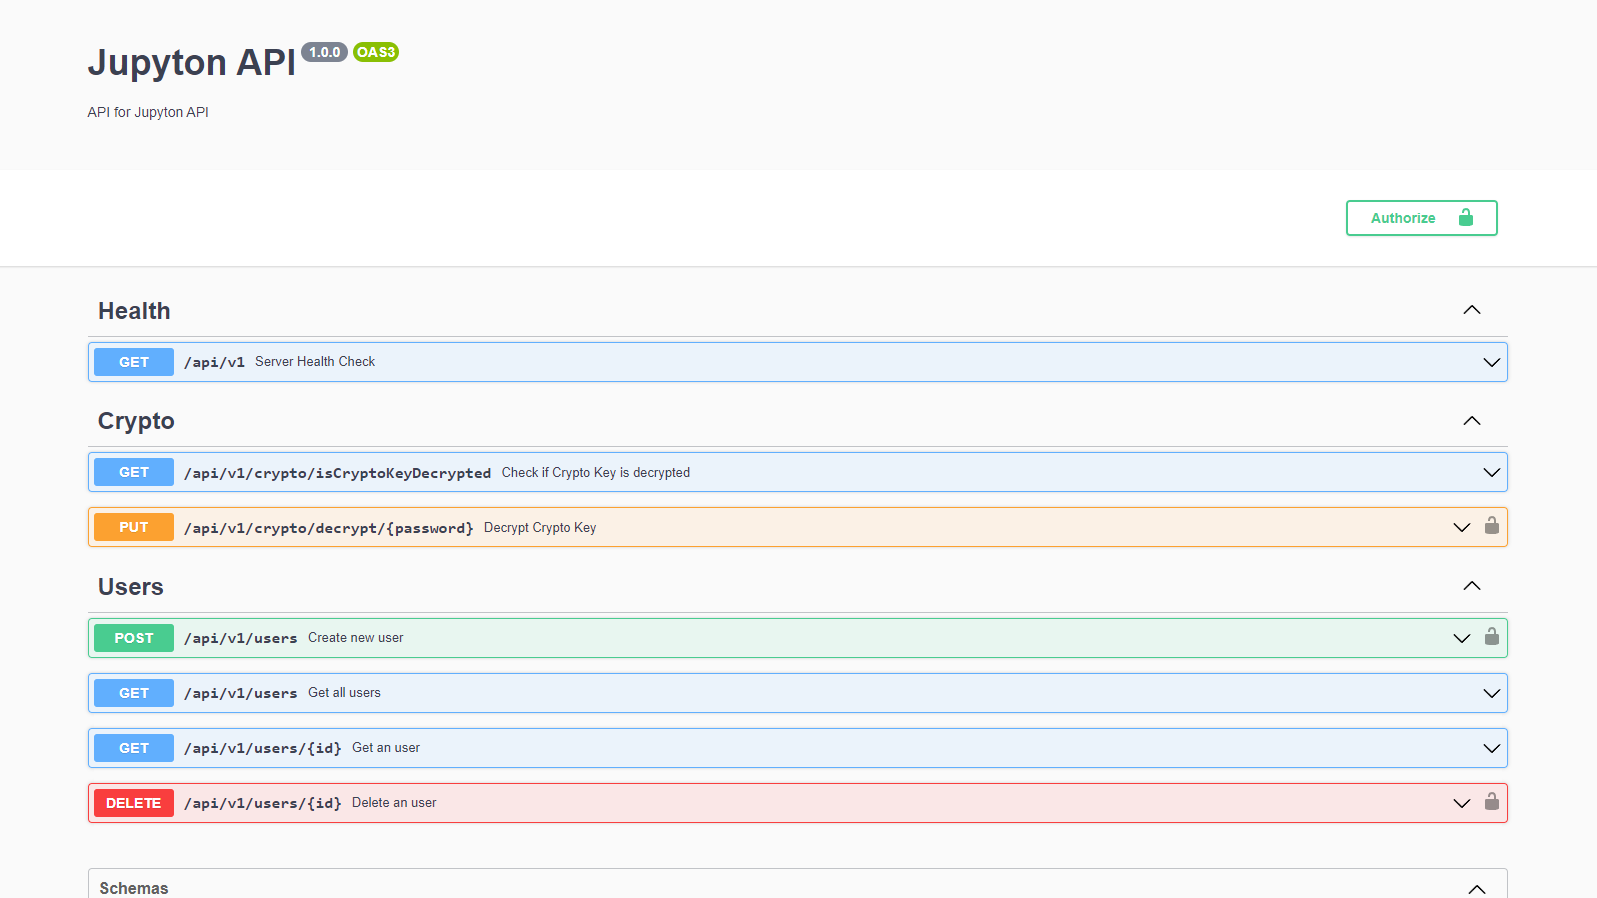 Jupyton API 1.0.0 OAS3
API for Jupyton API
Authorize
Health
GET /api/v1 Server Health Check
Crypto
GET /api/v1/crypto/isCryptoKeyDecrypted Check if Crypto Key is decrypted
PUT /api/v1/crypto/decrypt/{password} Decrypt Crypto Key
Users
POST /api/v1/users Create new user
GET /api/v1/users Get all users
GET /api/v1/users/{id} Get an user
DELETE /api/v1/users/{id} Delete an user
Schemas